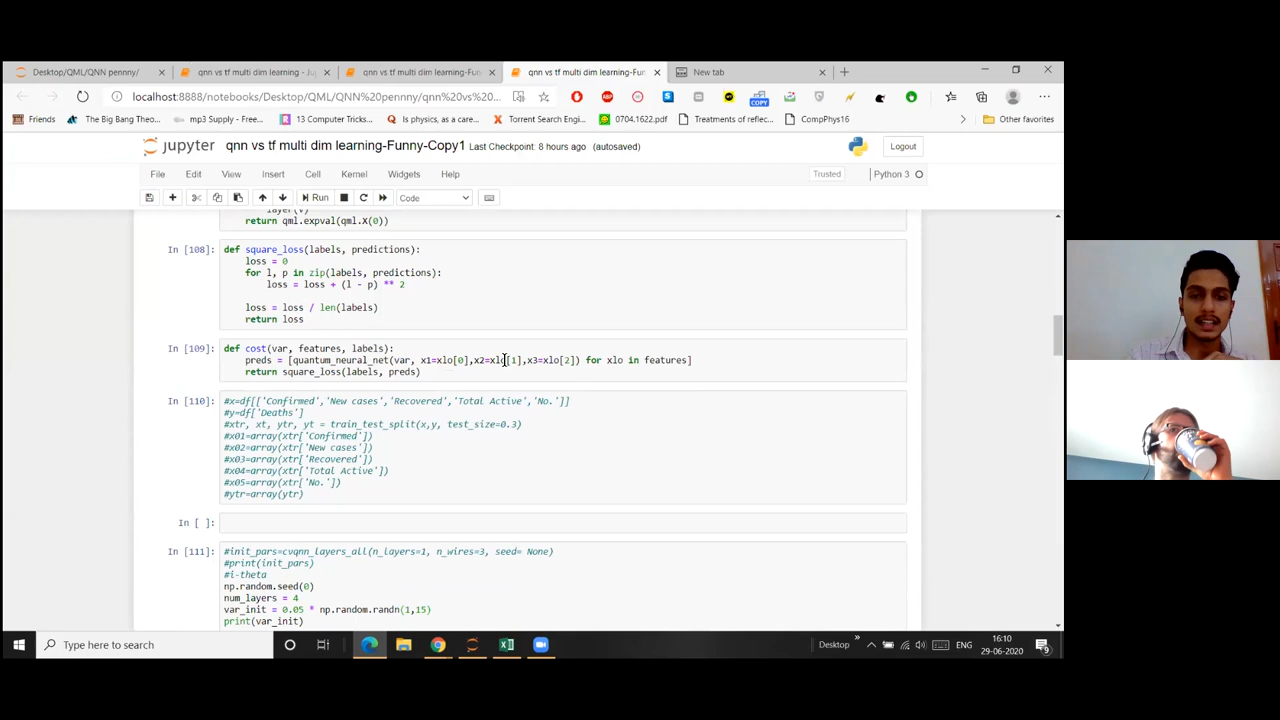 Desktop/QML/QNN pennny/
qnn vs tf multi dim learning - Ju
qnn vs tf multi dim learning-Fun
qnn vs tf multi dim learning-Fun
New tab
localhost:8888/notebooks/Desktop/QML/QNN%20pennny/qnn%20vs%20...
ABP
COPY
Friends
The Big Bang Theo...
mp3 Supply - Free...
13 Computer Tricks...
Is physics, as a care...
Torrent Search Engi...
0704.1622.pdf
Treatments of reflec...
CompPhys16
Other favorites
jupyter
qnn vs tf multi dim learning-Funny-Copy1 Last Checkpoint: 8 hours ago (autosaved)
Logout
File Edit View Insert Cell Kernel Widgets Help
Trusted
Python 3
Run
Code
layer(v)
return qml.expval(qml.X(0))
In [108]: def square_loss(labels, predictions):
loss = 0
for l, p in zip(labels, predictions):
loss = loss + (l - p) ** 2
loss = loss / len(labels)
return loss
In [109]: def cost(var, features, labels):
preds = [quantum_neural_net(var, x1=xlo[0],x2=xlo[1],x3=xlo[2]) for xlo in features]
return square_loss(labels, preds)
In [110]: #x=df[['Confirmed','New cases','Recovered','Total Active','No.']]
#y=df['Deaths']
#xtr, xt, ytr, yt = train_test_split(x,y, test_size=0.3)
#x01=array(xtr['Confirmed'])
#x02=array(xtr['New cases'])
#x03=array(xtr['Recovered'])
#x04=array(xtr['Total Active'])
#x05=array(xtr['No.'])
#ytr=array(ytr)
In [ ]:
In [111]: #init_pars=cvqnn_layers_all(n_layers=1, n_wires=3, seed= None)
#print(init_pars)
#i-theta
np.random.seed(0)
num_layers = 4
var_init = 0.05 * np.random.randn(1,15)
print(var_init)
Type here to search
Desktop
ENG
16:10
29-06-2020